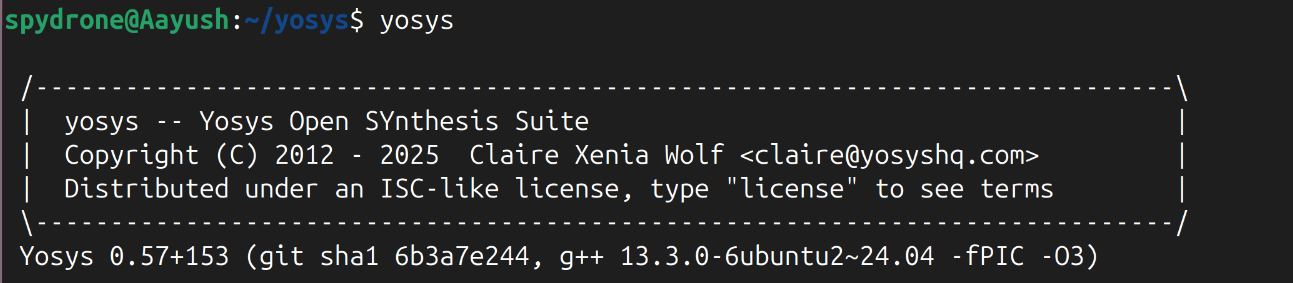 spydrone@Aayush:~/yosys$ yosys
/----------------------------------------------------------------------------\
|  yosys -- Yosys Open SYnthesis Suite                                       |
|  Copyright (C) 2012 - 2025  Claire Xenia Wolf <claire@yosyshq.com>         |
|  Distributed under an ISC-like license, type "license" to see terms        |
\----------------------------------------------------------------------------/
Yosys 0.57+153 (git sha1 6b3a7e244, g++ 13.3.0-6ubuntu2~24.04 -fPIC -O3)